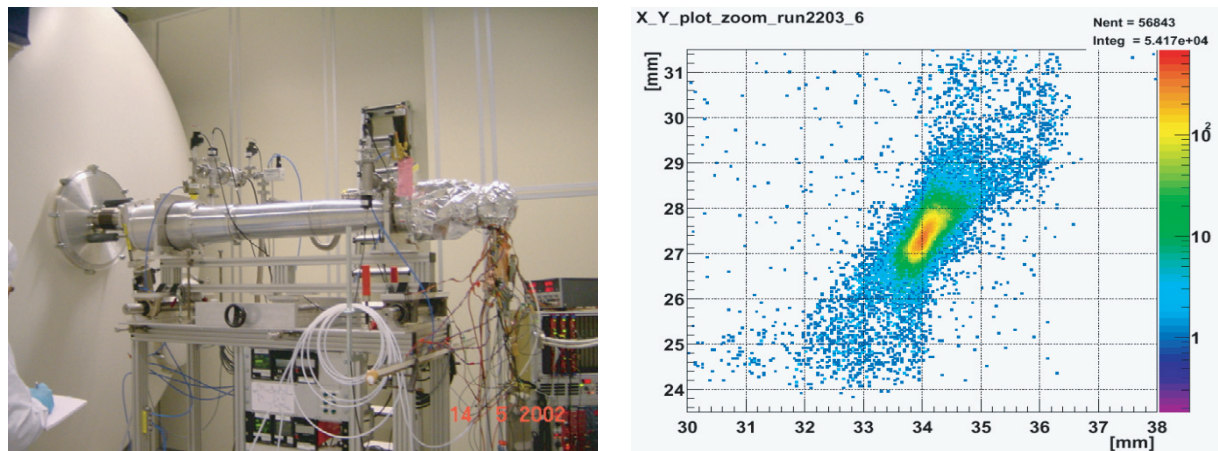 14 5 2002
X_Y_plot_zoom_run2203_6
Nent = 56843
Integ = 5.417e+04
[mm]
31
30
29
28
27
26
25
24
30 31 32 33 34 35 36 37 38
[mm]
10²
10
1